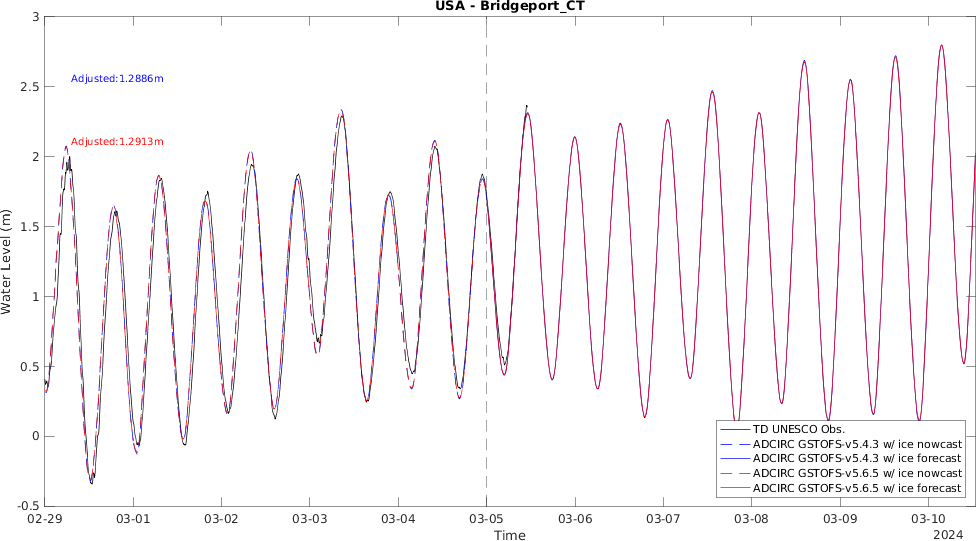 USA - Bridgeport_CT
3
2.5
2
1.5
1
0.5
0
-0.5
Water Level (m)
Adjusted:1.2886m
Adjusted:1.2913m
TD UNESCO Obs.
ADCIRC GSTOFS-v5.4.3 w/ ice nowcast
ADCIRC GSTOFS-v5.4.3 w/ ice forecast
ADCIRC GSTOFS-v5.6.5 w/ ice nowcast
ADCIRC GSTOFS-v5.6.5 w/ ice forecast
02-29 03-01 03-02 03-03 03-04 03-05 03-06 03-07 03-08 03-09 03-10
Time
2024